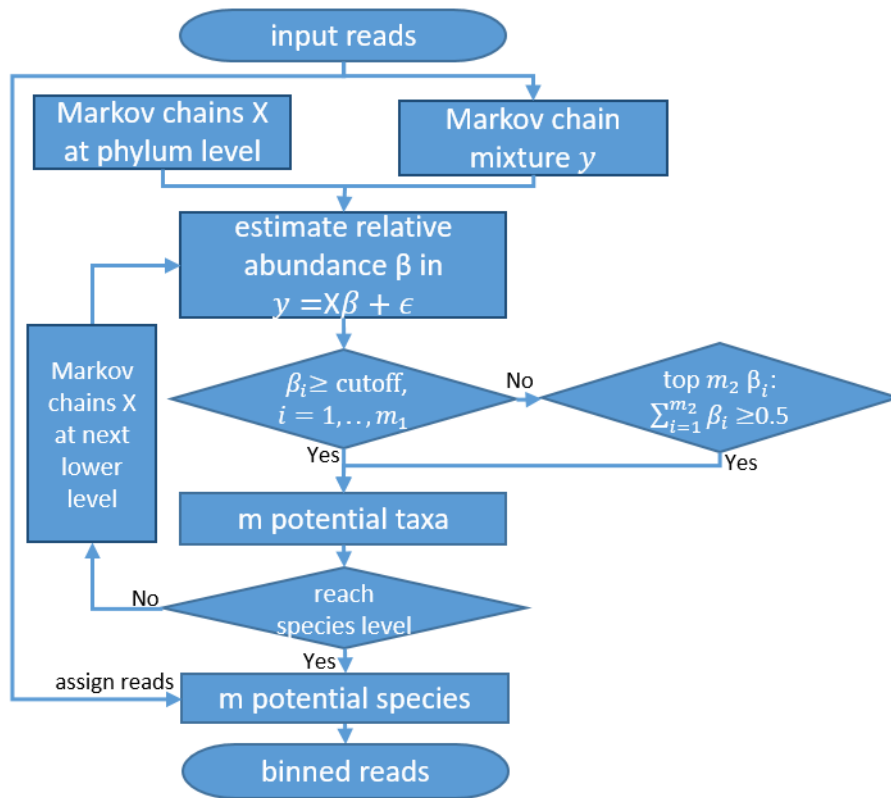 input reads
Markov chains X
at phylum level
Markov chain
mixture y
estimate relative
abundance β in
y =Xβ + ϵ
Markov
chains X
at next
lower
level
βᵢ≥ cutoff,
i = 1,..,m₁
No
top m₂ βᵢ:
∑ᵢ₌₁ᵐ² βᵢ ≥0.5
Yes
Yes
m potential taxa
No
reach
species level
Yes
assign reads
m potential species
binned reads